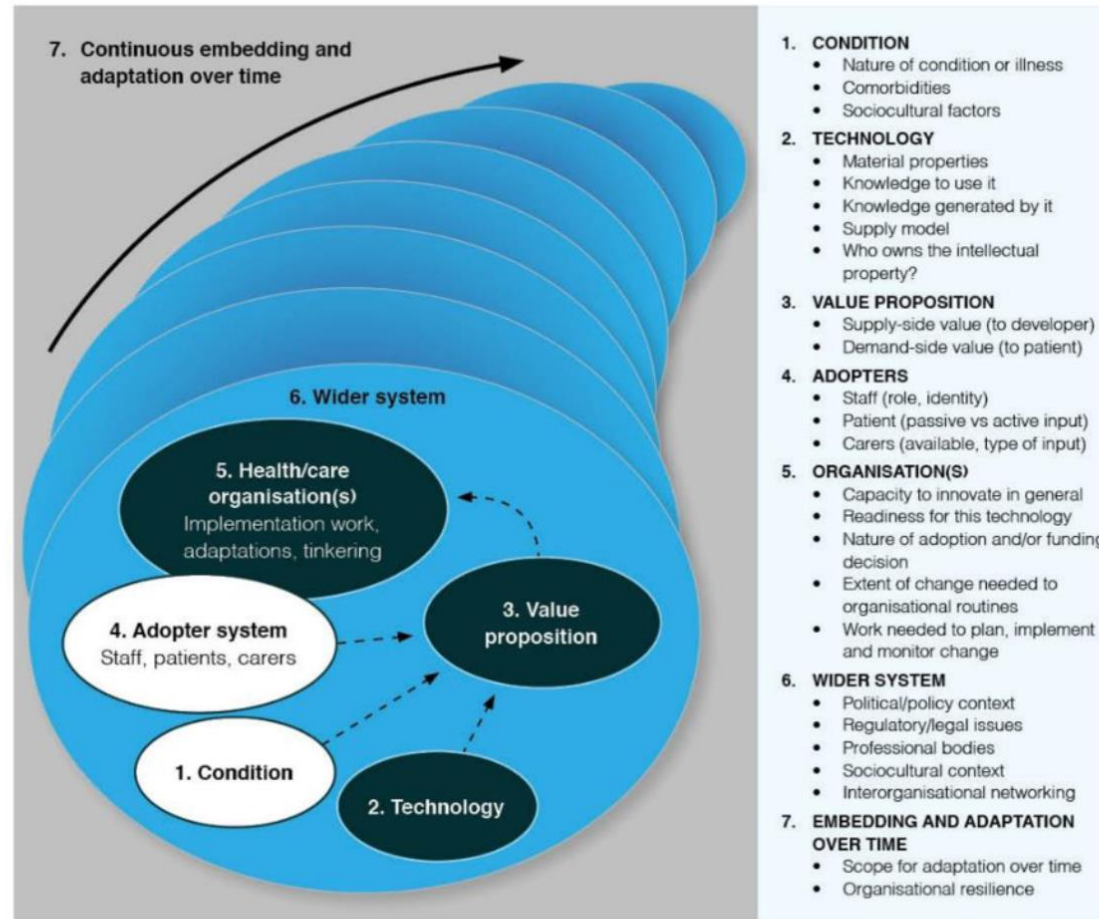 7. Continuous embedding and
adaptation over time
6. Wider system
5. Health/care
organisation(s)
Implementation work,
adaptations, tinkering
4. Adopter system
Staff, patients, carers
3. Value
proposition
1. Condition
2. Technology
1. CONDITION
• Nature of condition or illness
• Comorbidities
• Sociocultural factors
2. TECHNOLOGY
• Material properties
• Knowledge to use it
• Knowledge generated by it
• Supply model
• Who owns the intellectual
property?
3. VALUE PROPOSITION
• Supply-side value (to developer)
• Demand-side value (to patient)
4. ADOPTERS
• Staff (role, identity)
• Patient (passive vs active input)
• Carers (available, type of input)
5. ORGANISATION(S)
• Capacity to innovate in general
• Readiness for this technology
• Nature of adoption and/or funding
decision
• Extent of change needed to
organisational routines
• Work needed to plan, implement
and monitor change
6. WIDER SYSTEM
• Political/policy context
• Regulatory/legal issues
• Professional bodies
• Sociocultural context
• Interorganisational networking
7. EMBEDDING AND ADAPTATION
OVER TIME
• Scope for adaptation over time
• Organisational resilience